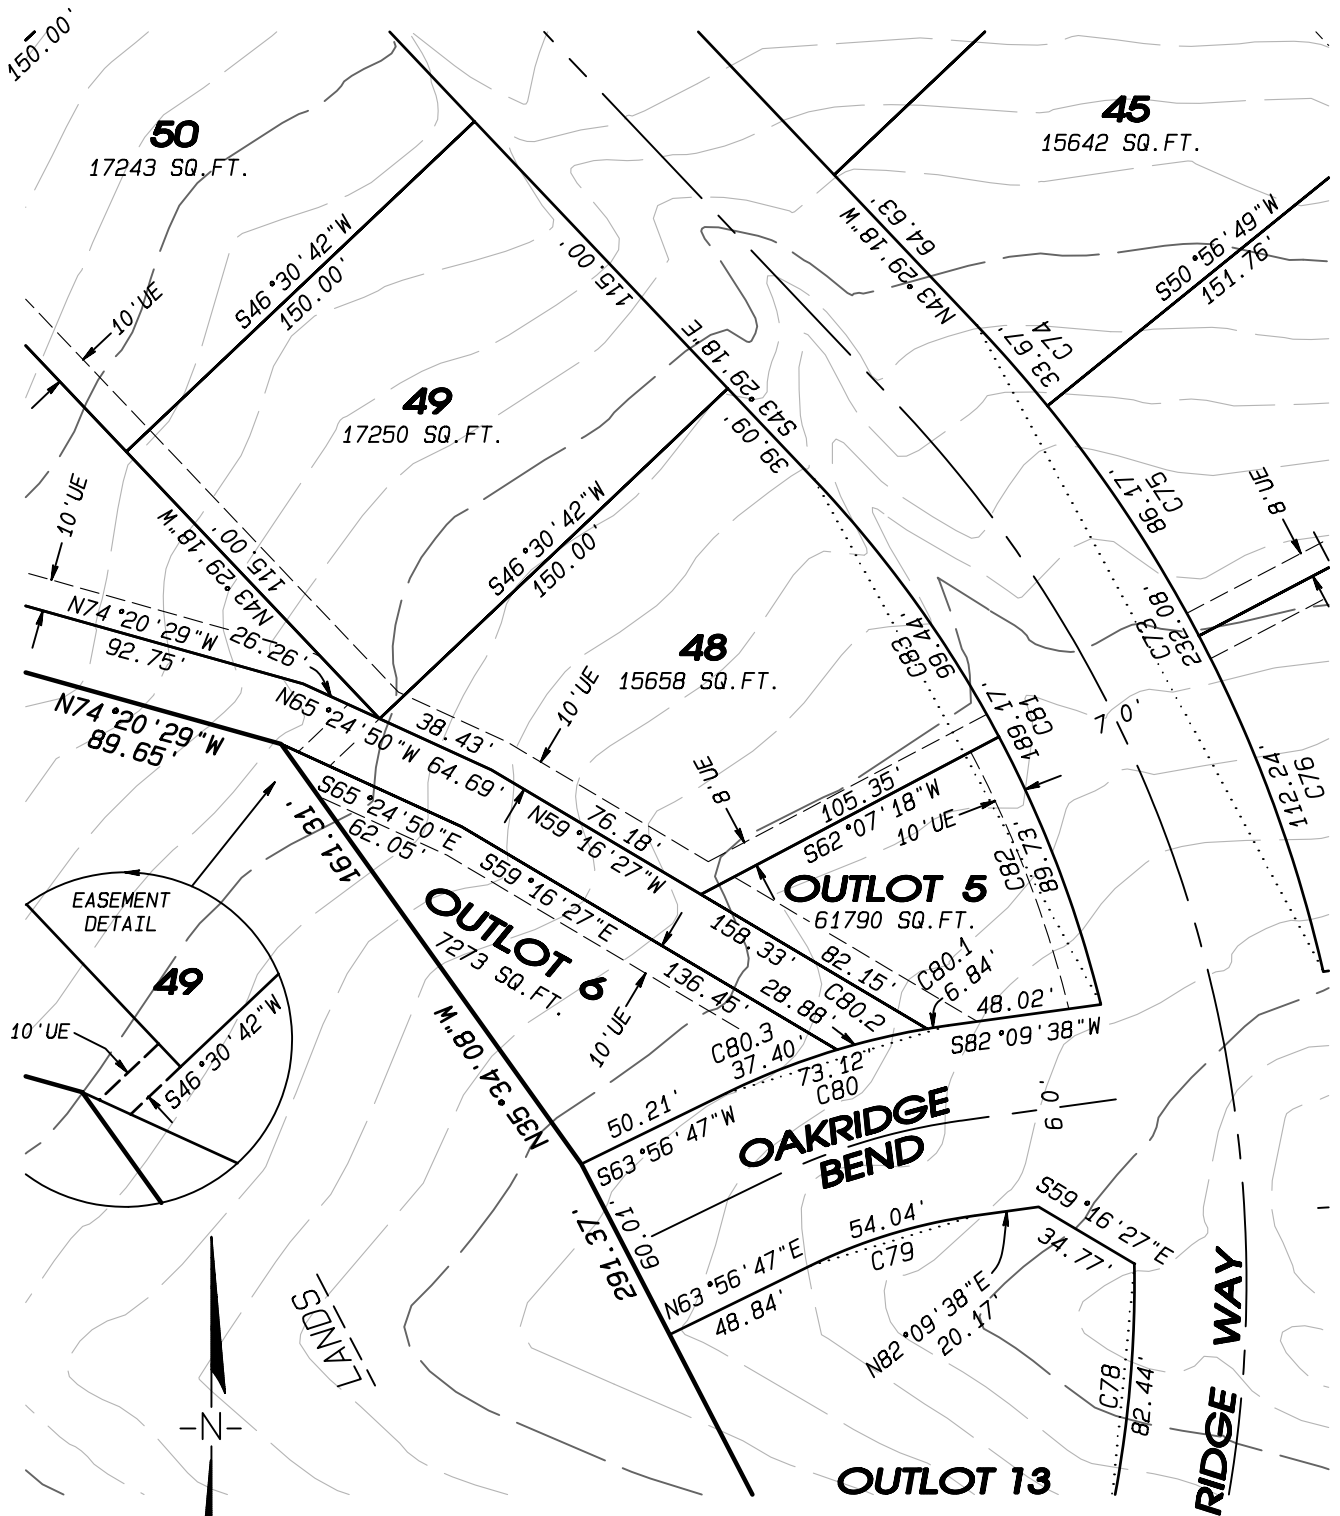 150.00'
50
17243 SQ.FT.
45
15642 SQ.FT.
S46°30'42"W
150.00'
10'UE
115.00'
S43°29'18"E
64.63'
N43°29'18"W
S50°56'49"W
151.76'
33.67'
C74
49
17250 SQ.FT.
39.09'
86.17'
C75
8'UE
10'UE
N43°29'18"W
115.00'
S46°30'42"W
150.00'
N74°20'29"W
92.75'
26.26'
99.44'
C83
232.08'
C73
48
15658 SQ.FT.
N74°20'29"W
89.65'
N65°24'50"W 64.69'
38.43'
10'UE
8'UE
189.17'
C81
70'
112.24'
C76
105.35'
S62°07'18"W
76.18'
N59°16'27"W
S65°24'50"E
62.05'
161.31'
N35°34'08"W
10'UE
89.73'
C82
OUTLOT 5
61790 SQ.FT.
S59°16'27"E
136.45'
OUTLOT 6
7273 SQ.FT.
10'UE
158.33'
82.15'
C80.1
6.84'
48.02'
S82°09'38"W
28.88'
C80.2
C80.3
37.40'
73.12'
C80
EASEMENT
DETAIL
49
10'UE
S46°30'42"W
50.21'
S63°56'47"W
OAKRIDGE
BEND
60'
60.01'
291.37'
N63°56'47"E
48.84'
54.04'
C79
S59°16'27"E
34.77'
N82°09'38"E
20.17'
C78
82.44'
RIDGE WAY
LANDS
N
OUTLOT 13